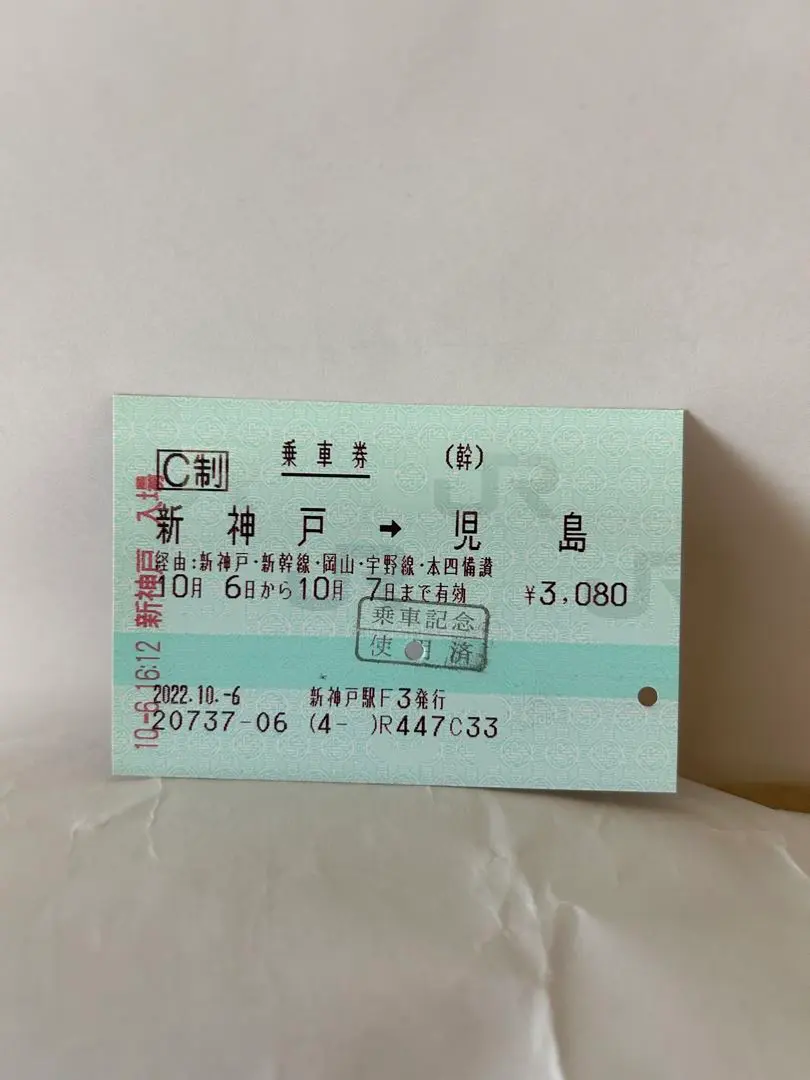 C制 乗車券 (幹)
新神戸 → 児島
経由:新神戸・新幹線・岡山・宇野線・本四備讃
10月 6日から10月 7日まで有効 ¥3,080
乗車記念
使用済
2022.10.-6 新神戸駅F3発行
20737-06 (4- )R447C33
10.-6 16:12 新神戸 入場
JR